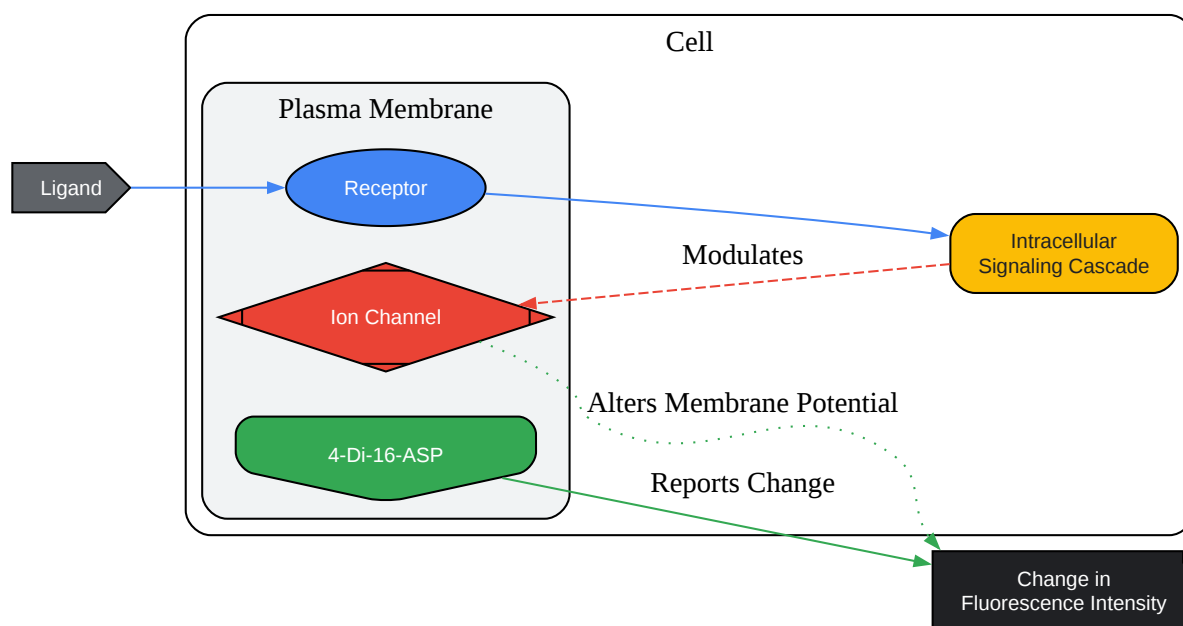 Cell
Plasma Membrane
Ligand
Receptor
Intracellular
Signaling Cascade
Modulates
Ion Channel
Alters Membrane Potential
4-Di-16-ASP
Reports Change
Change in
Fluorescence Intensity